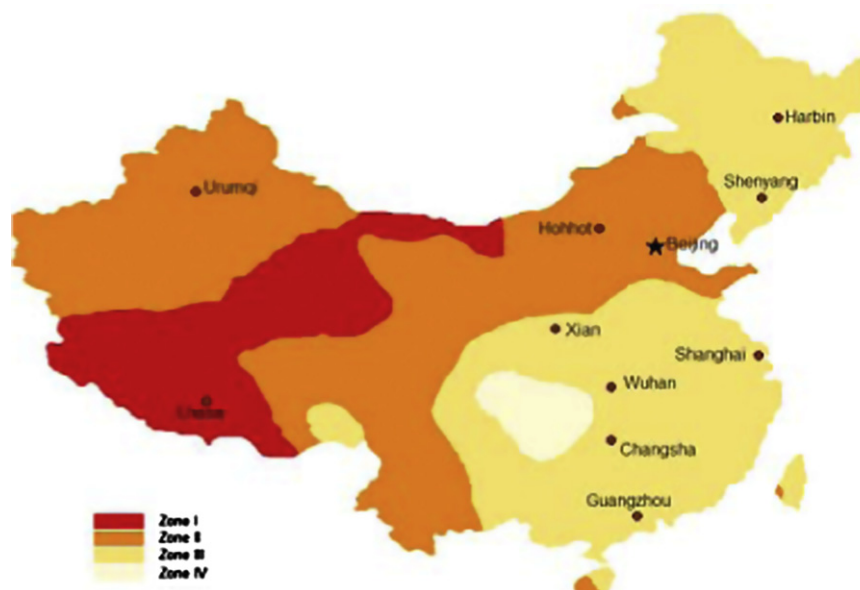 Harbin
Shenyang
Urumqi
Hohhot
Beijing
Xian
Shanghai
Wuhan
Lhasa
Changsha
Guangzhou
Zone I
Zone II
Zone III
Zone IV